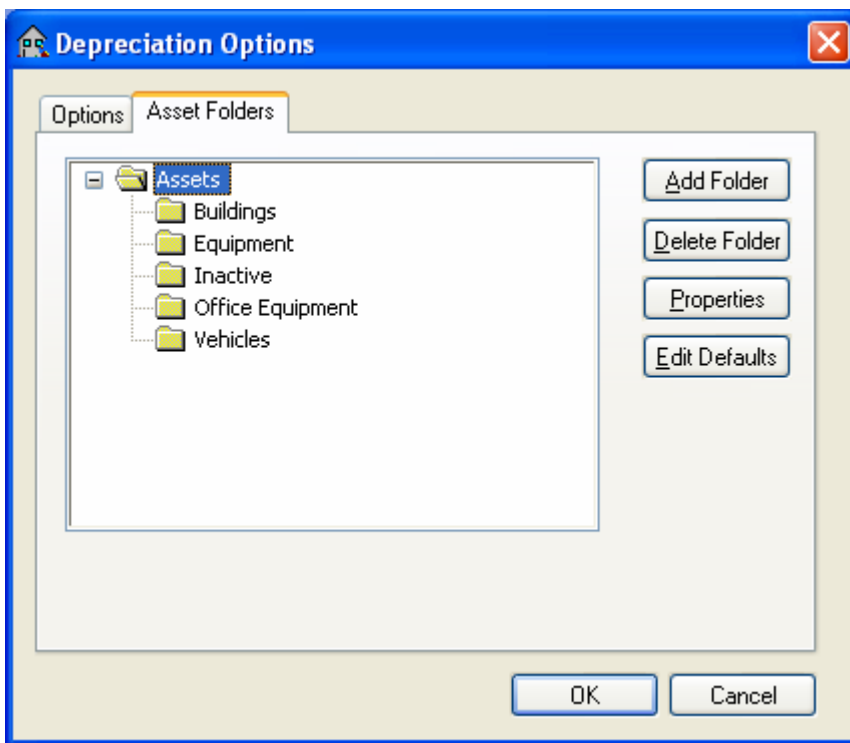 Depreciation Options
Options
Asset Folders
Assets
Buildings
Equipment
Inactive
Office Equipment
Vehicles
Add Folder
Delete Folder
Properties
Edit Defaults
OK
Cancel